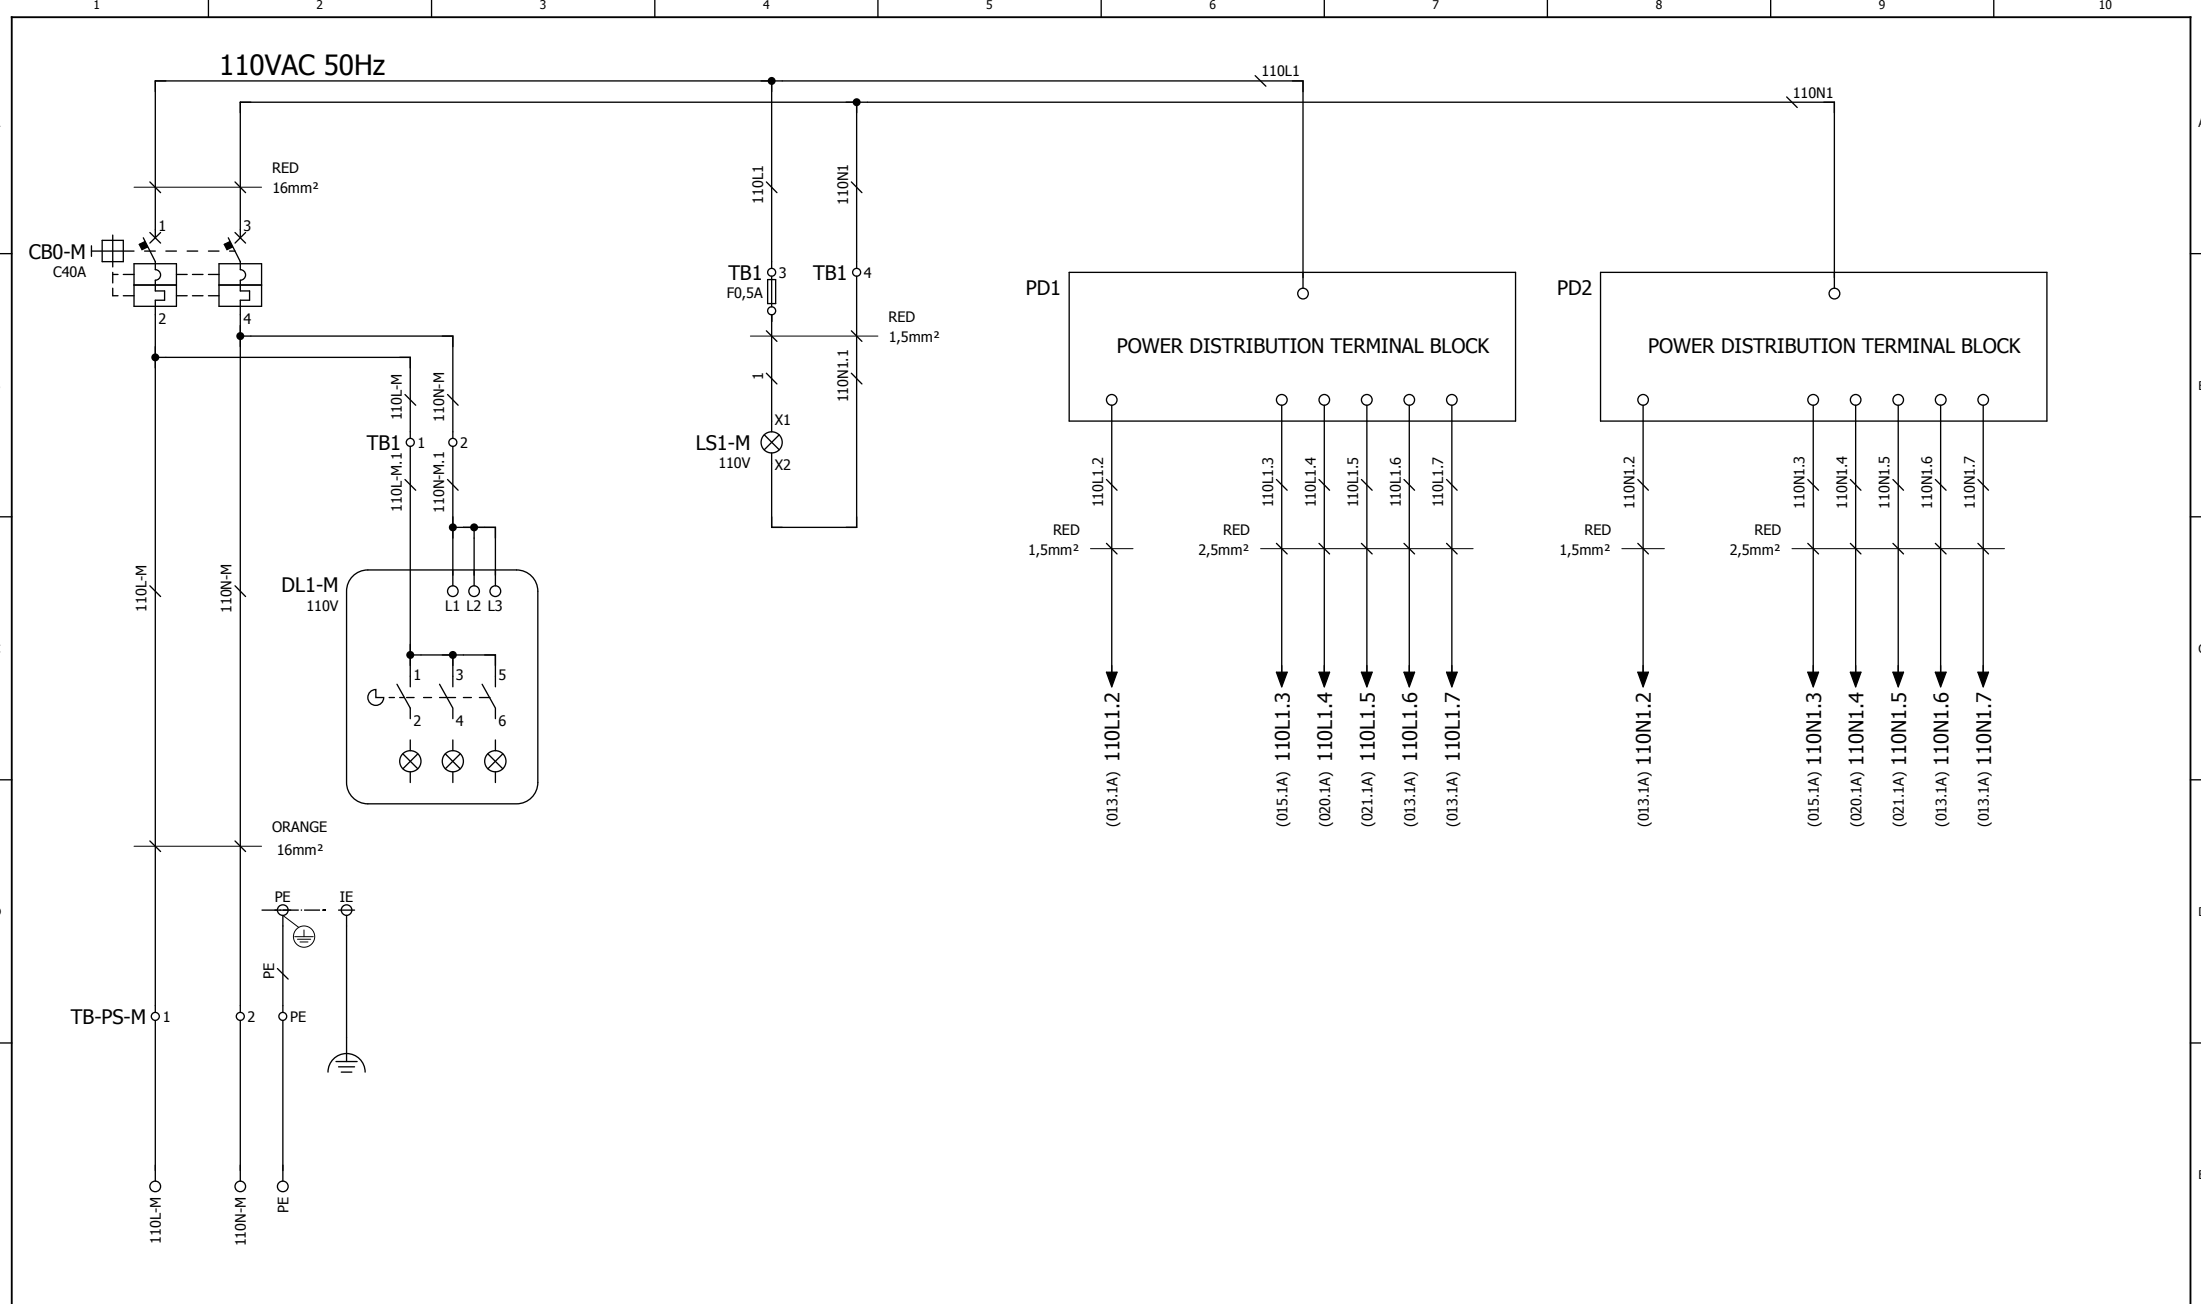 1 2 3 4 5 6 7 8 9 10
110VAC 50Hz
110L1
110N1
A
RED
16mm²
110L1
110N1
1
3
CB0-M
C40A
2
4
TB1 3
F0,5A
TB1 4
RED
1,5mm²
1
110N1.1
X1
LS1-M
110V
X2
PD1
POWER DISTRIBUTION TERMINAL BLOCK
PD2
POWER DISTRIBUTION TERMINAL BLOCK
110L-M
110N-M
TB1 1 2
110L-M.1
110N-M.1
110L1.2
110L1.3
110L1.4
110L1.5
110L1.6
110L1.7
110N1.2
110N1.3
110N1.4
110N1.5
110N1.6
110N1.7
RED
1,5mm²
RED
2,5mm²
RED
1,5mm²
RED
2,5mm²
110L-M
110N-M
DL1-M
110V
L1 L2 L3
1 3 5
2 4 6
(013.1A) 110L1.2
(015.1A) 110L1.3
(020.1A) 110L1.4
(021.1A) 110L1.5
(013.1A) 110L1.6
(013.1A) 110L1.7
(013.1A) 110N1.2
(015.1A) 110N1.3
(020.1A) 110N1.4
(021.1A) 110N1.5
(013.1A) 110N1.6
(013.1A) 110N1.7
ORANGE
16mm²
PE
IE
PE
TB-PS-M 1 2 PE
110L-M
110N-M
PE